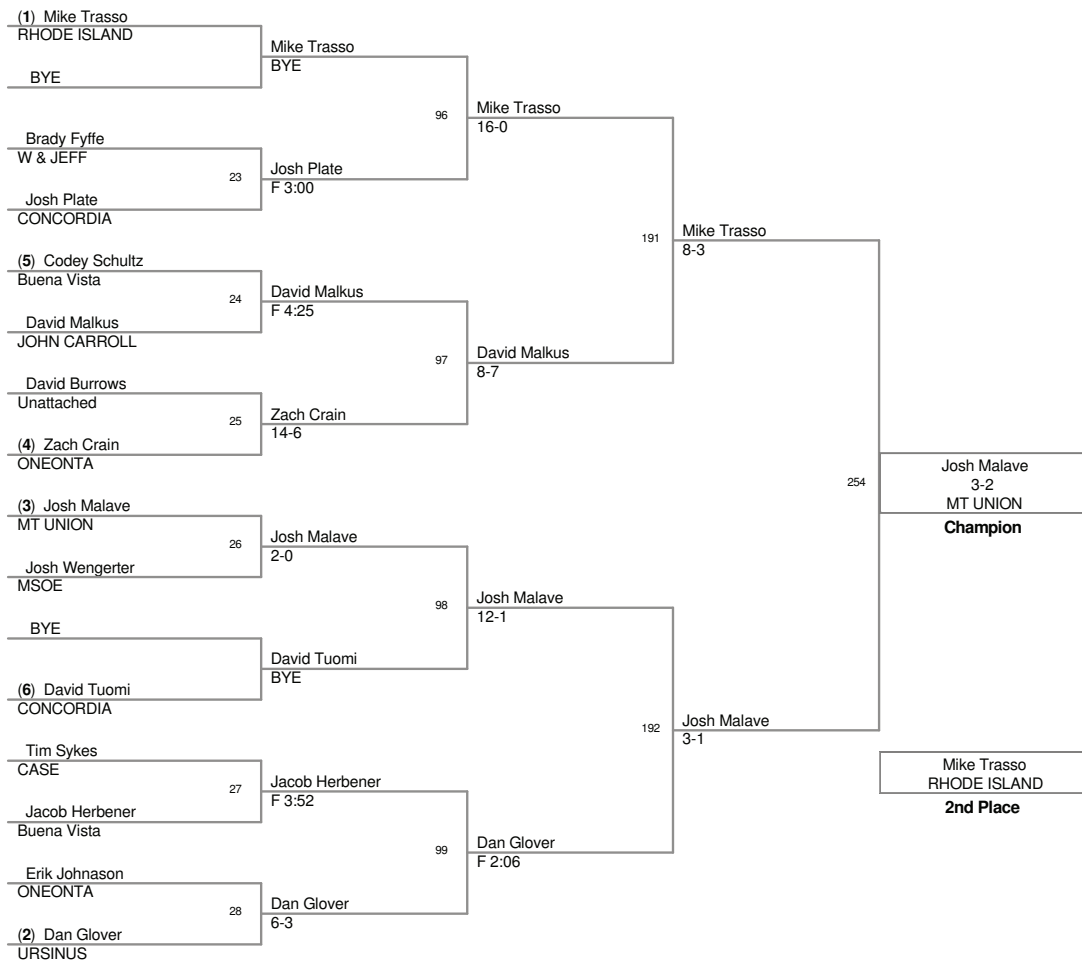 (1) Mike Trasso
RHODE ISLAND
BYE
Brady Fyffe
W & JEFF
23
Josh Plate
CONCORDIA
(5) Codey Schultz
Buena Vista
24
David Malkus
JOHN CARROLL
David Burrows
Unattached
25
(4) Zach Crain
ONEONTA
(3) Josh Malave
MT UNION
26
Josh Wengerter
MSOE
BYE
(6) David Tuomi
CONCORDIA
Tim Sykes
CASE
27
Jacob Herbener
Buena Vista
Erik Johnason
ONEONTA
28
(2) Dan Glover
URSINUS
Mike Trasso
BYE
96
Josh Plate
F 3:00
David Malkus
F 4:25
97
Zach Crain
14-6
Josh Malave
2-0
98
David Tuomi
BYE
Jacob Herbener
F 3:52
99
Dan Glover
6-3
Mike Trasso
16-0
191
David Malkus
8-7
Josh Malave
12-1
192
Dan Glover
F 2:06
Mike Trasso
8-3
254
Josh Malave
3-1
Josh Malave
3-2
MT UNION
Champion
Mike Trasso
RHODE ISLAND
2nd Place